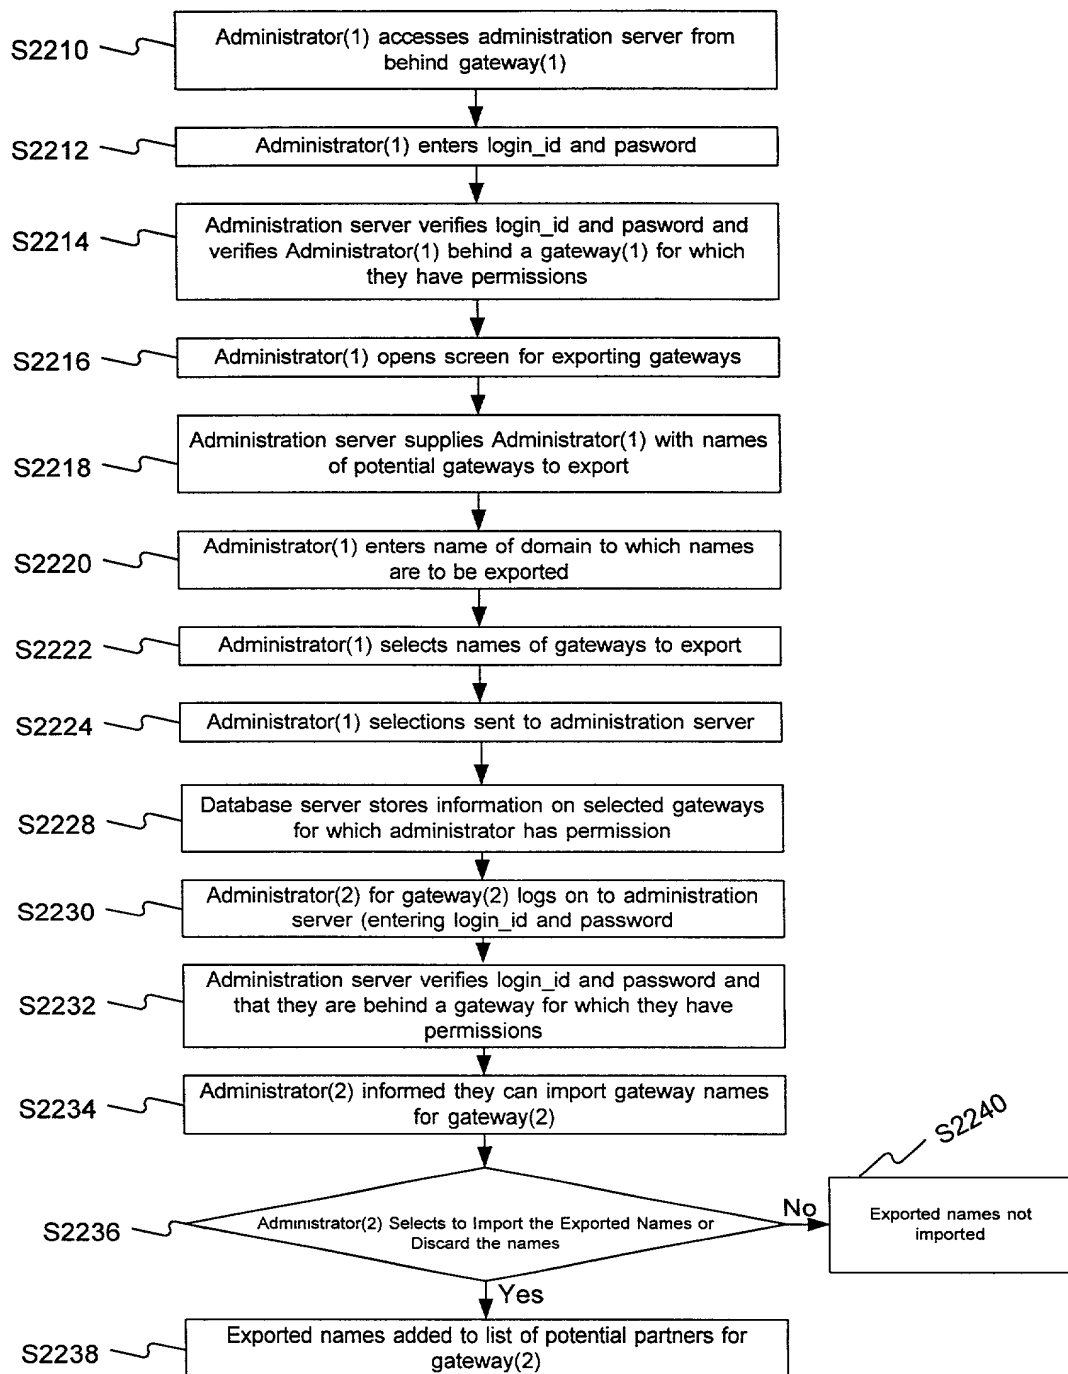 S2210
Administrator(1) accesses administration server from
behind gateway(1)
S2212
Administrator(1) enters login_id and pasword
S2214
Administration server verifies login_id and pasword and
verifies Administrator(1) behind a gateway(1) for which
they have permissions
S2216
Administrator(1) opens screen for exporting gateways
S2218
Administration server supplies Administrator(1) with names
of potential gateways to export
S2220
Administrator(1) enters name of domain to which names
are to be exported
S2222
Administrator(1) selects names of gateways to export
S2224
Administrator(1) selections sent to administration server
S2228
Database server stores information on selected gateways
for which administrator has permission
S2230
Administrator(2) for gateway(2) logs on to administration
server (entering login_id and password
S2232
Administration server verifies login_id and password and
that they are behind a gateway for which they have
permissions
S2234
Administrator(2) informed they can import gateway names
for gateway(2)
S2236
Administrator(2) Selects to Import the Exported Names or
Discard the names
No
S2240
Exported names not
imported
Yes
S2238
Exported names added to list of potential partners for
gateway(2)